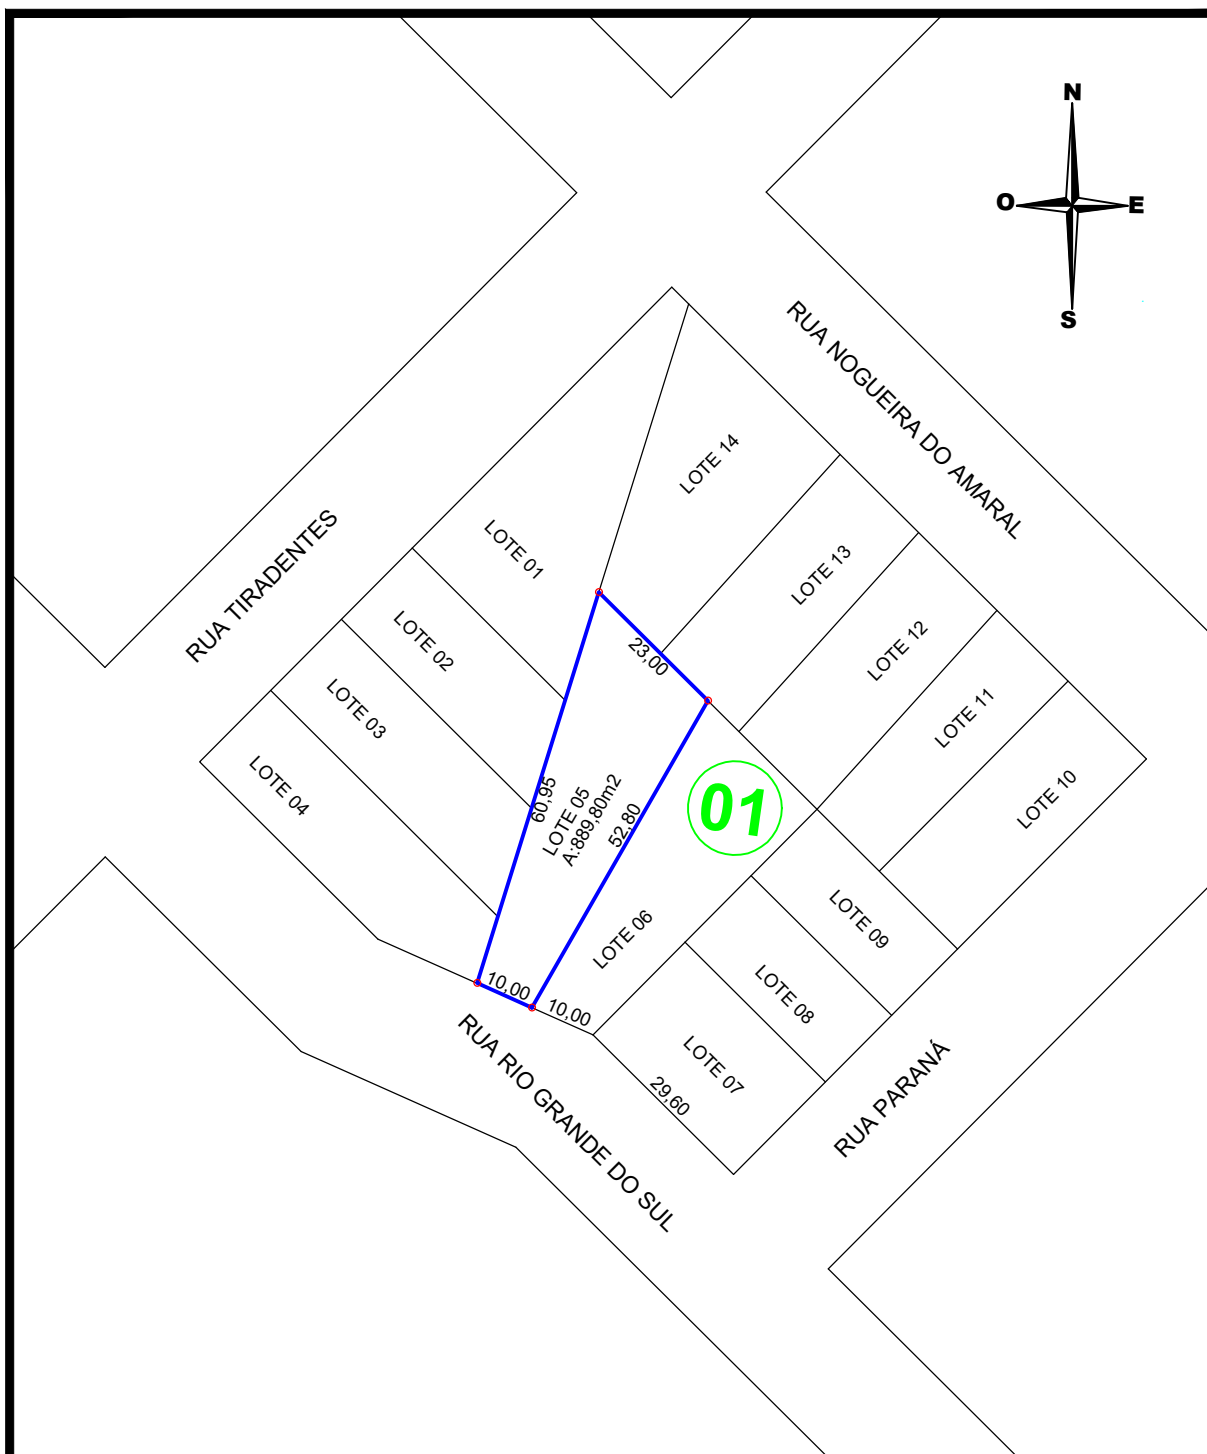 N
O
E
S
RUA NOGUEIRA DO AMARAL
LOTE 14
RUA TIRADENTES
LOTE 01
LOTE 13
LOTE 02
23,00
LOTE 12
LOTE 03
LOTE 11
LOTE 04
60,95
LOTE 05
A:889,80m2
52,80
01
LOTE 10
LOTE 06
LOTE 09
10,00
10,00
LOTE 08
RUA RIO GRANDE DO SUL
LOTE 07
29,60
RUA PARANÁ